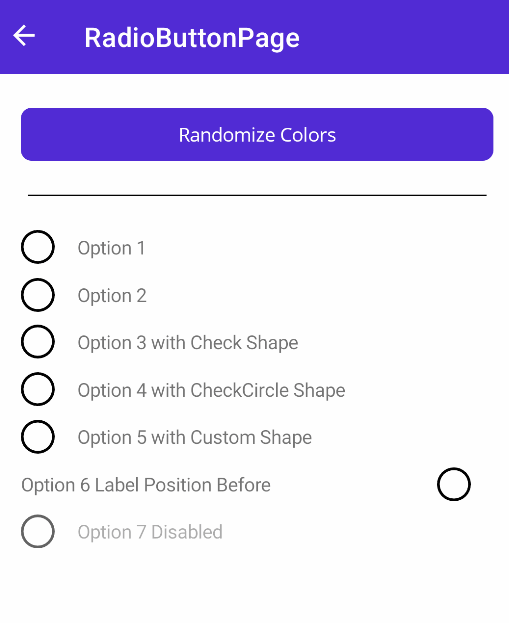 RadioButtonPage
Randomize Colors
Option 1
Option 2
Option 3 with Check Shape
Option 4 with CheckCircle Shape
Option 5 with Custom Shape
Option 6 Label Position Before
Option 7 Disabled